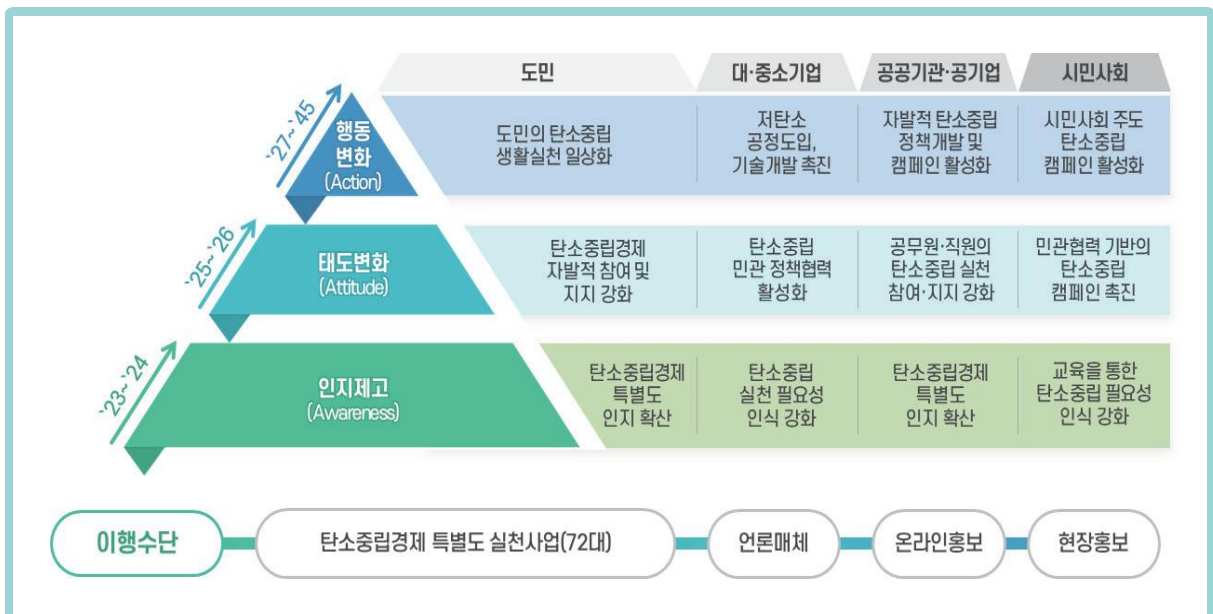 도민
대·중소기업
공공기관·공기업
시민사회
`27~`45
행동
변화
(Action)
도민의 탄소중립
생활실천 일상화
저탄소
공정도입,
기술개발 촉진
자발적 탄소중립
정책개발 및
캠페인 활성화
시민사회 주도
탄소중립
캠페인 활성화
`25~`26
태도변화
(Attitude)
탄소중립경제
자발적 참여 및
지지 강화
탄소중립
민관 정책협력
활성화
공무원·직원의
탄소중립 실천
참여·지지 강화
민관협력 기반의
탄소중립
캠페인 촉진
`23~`24
인지제고
(Awareness)
탄소중립경제
특별도
인지 확산
탄소중립
실천 필요성
인식 강화
탄소중립경제
특별도
인지 확산
교육을 통한
탄소중립 필요성
인식 강화
이행수단
탄소중립경제 특별도 실천사업(72대)
언론매체
온라인홍보
현장홍보